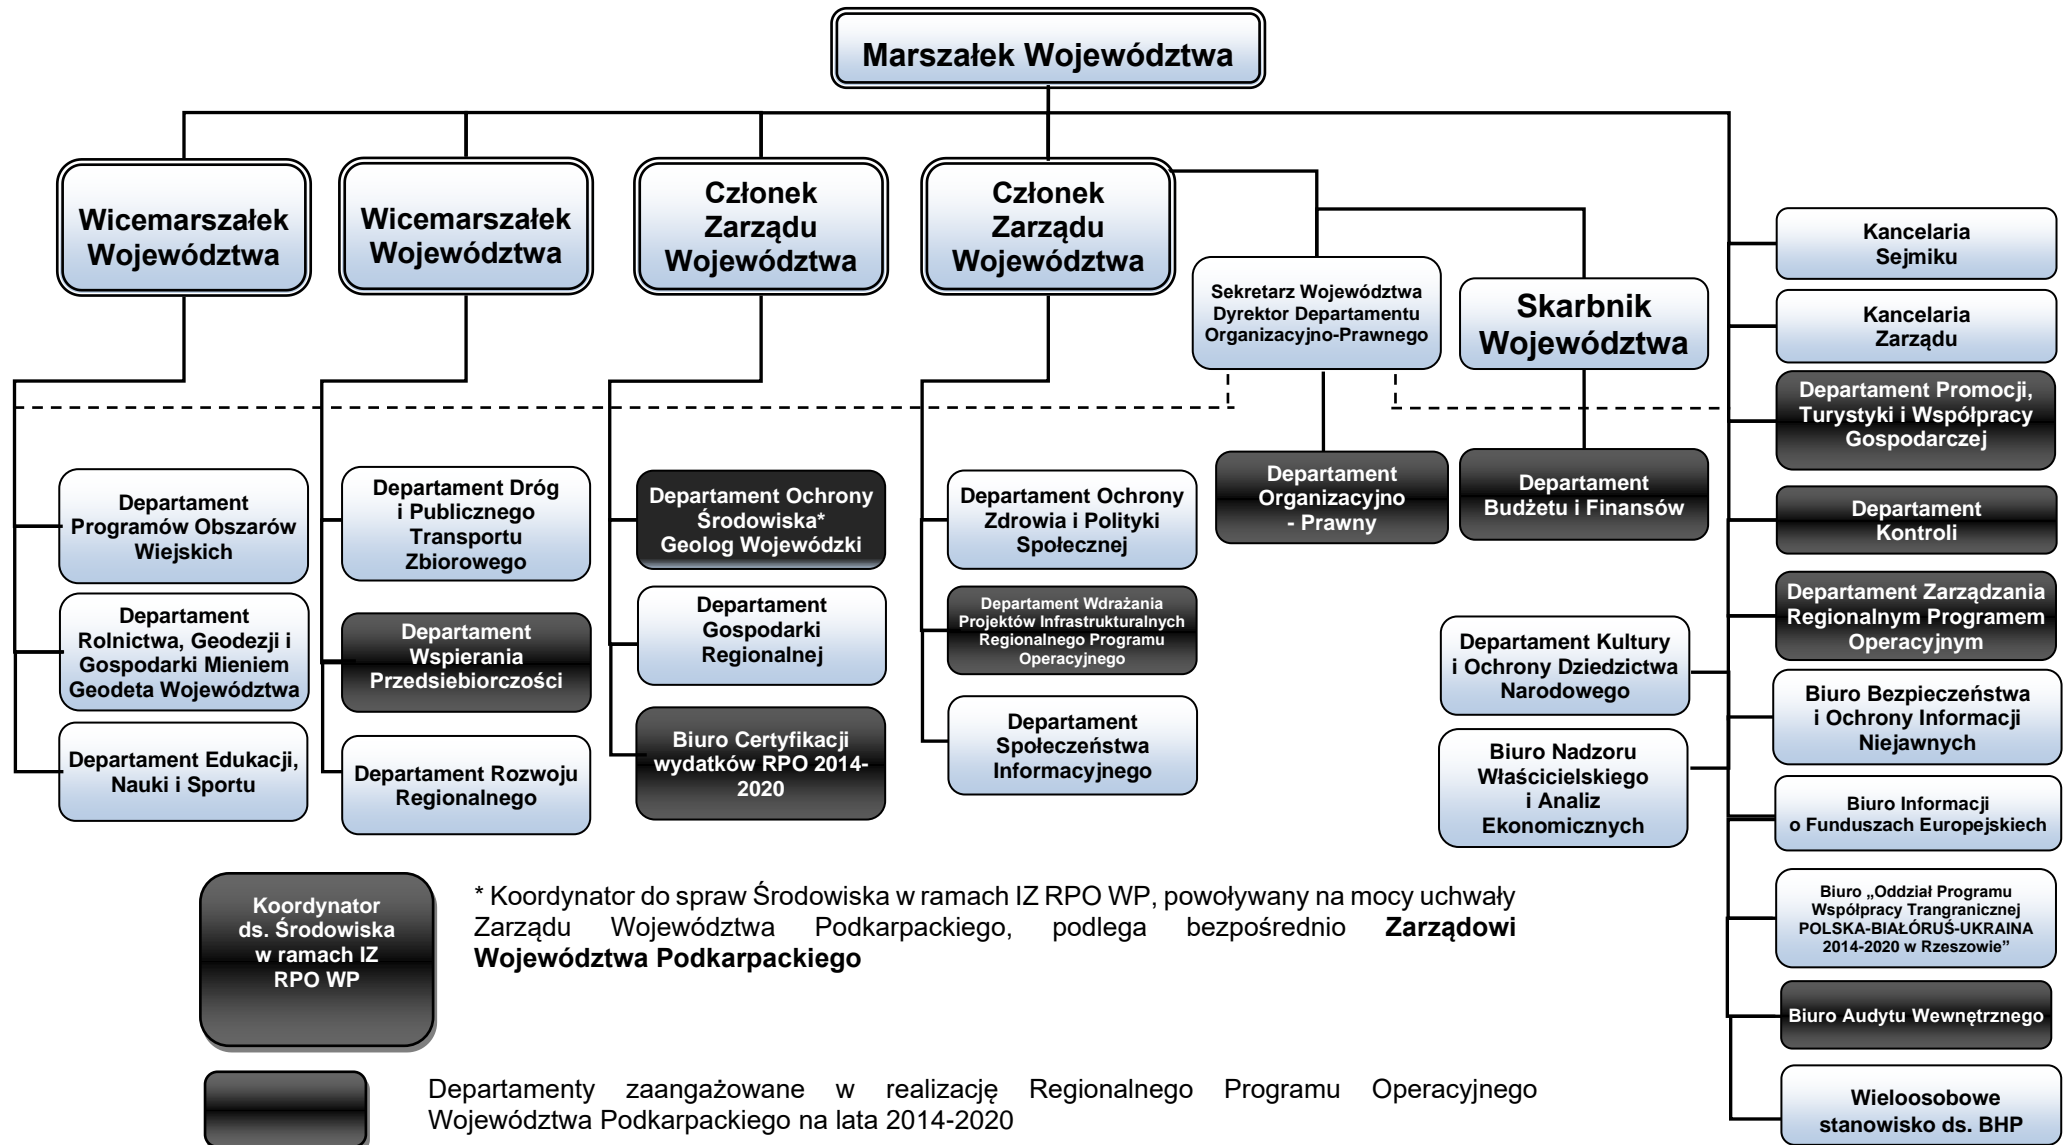 Marszałek Województwa
Wicemarszałek
Województwa
Wicemarszałek
Województwa
Członek
Zarządu
Województwa
Członek
Zarządu
Województwa
Sekretarz Województwa
Dyrektor Departamentu
Organizacyjno-Prawnego
Skarbnik
Województwa
Kancelaria
Sejmiku
Kancelaria
Zarządu
Departament Promocji,
Turystyki i Współpracy
Gospodarczej
Departament
Kontroli
Departament Zarządzania
Regionalnym Programem
Operacyjnym
Biuro Bezpieczeństwa
i Ochrony Informacji
Niejawnych
Biuro Informacji
o Funduszach Europejskiech
Biuro „Oddział Programu
Współpracy Trangranicznej
POLSKA-BIAŁÓRUŚ-UKRAINA
2014-2020 w Rzeszowie”
Biuro Audytu Wewnętrznego
Wieloosobowe
stanowisko ds. BHP
Departament
Programów Obszarów
Wiejskich
Departament
Rolnictwa, Geodezji i
Gospodarki Mieniem
Geodeta Województwa
Departament Edukacji,
Nauki i Sportu
Departament Dróg
i Publicznego
Transportu
Zbiorowego
Departament
Wspierania
Przedsiebiorczości
Departament Rozwoju
Regionalnego
Departament Ochrony
Środowiska*
Geolog Wojewódzki
Departament
Gospodarki
Regionalnej
Biuro Certyfikacji
wydatków RPO 2014-
2020
Departament Ochrony
Zdrowia i Polityki
Społecznej
Departament Wdrażania
Projektów Infrastrukturalnych
Regionalnego Programu
Operacyjnego
Departament
Społeczeństwa
Informacyjnego
Departament
Organizacyjno
- Prawny
Departament
Budżetu i Finansów
Departament Kultury
i Ochrony Dziedzictwa
Narodowego
Biuro Nadzoru
Właścicielskiego
i Analiz
Ekonomicznych
Koordynator
ds. Środowiska
w ramach IZ
RPO WP
* Koordynator do spraw Środowiska w ramach IZ RPO WP, powoływany na mocy uchwały
Zarządu Województwa Podkarpackiego, podlega bezpośrednio Zarządowi
Województwa Podkarpackiego
Departamenty zaangażowane w realizację Regionalnego Programu Operacyjnego
Województwa Podkarpackiego na lata 2014-2020